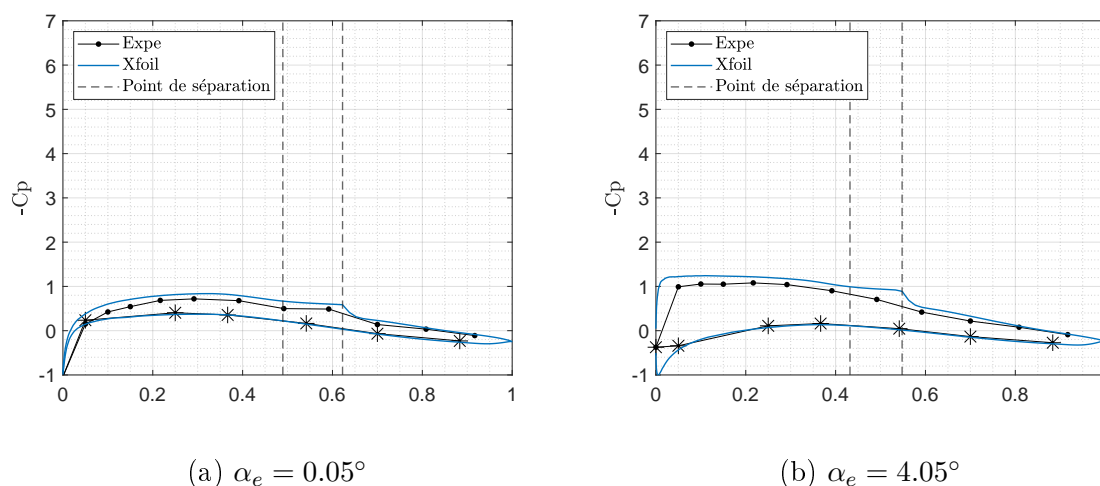 7
6
5
4
3
2
1
0
-1
-Cp
Expe
Xfoil
Point de séparation
0
0.2
0.4
0.6
0.8
1
(a) αₑ = 0.05°
7
6
5
4
3
2
1
0
-1
-Cp
Expe
Xfoil
Point de séparation
0
0.2
0.4
0.6
0.8
(b) αₑ = 4.05°